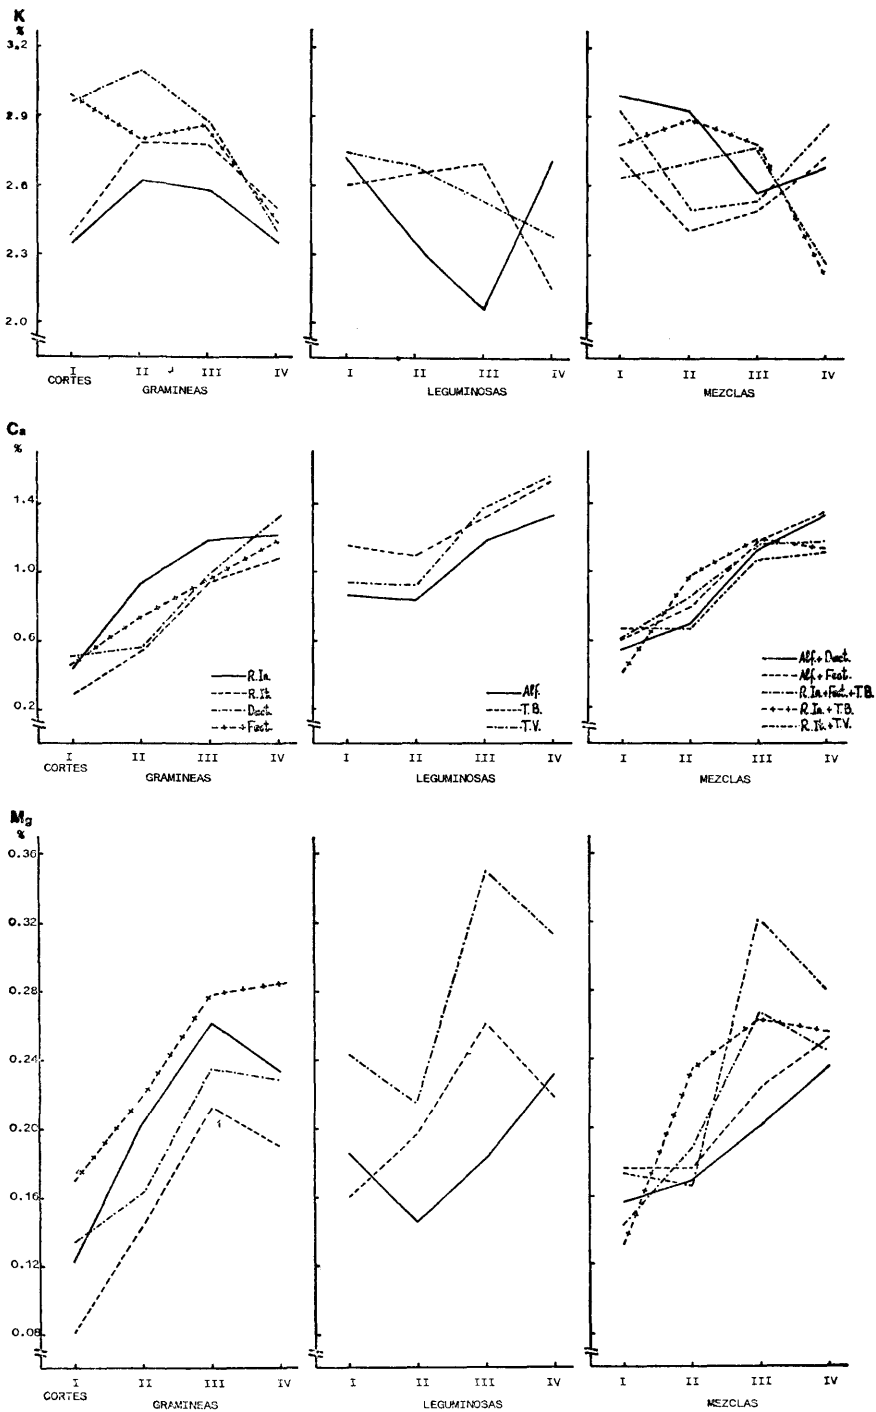 K
%
3.2
2.9
2.6
2.3
2.0
I II III IV
CORTES
GRAMINEAS
I II III IV
LEGUMINOSAS
I II III IV
MEZCLAS
Ca
%
1.4
1.0
0.6
0.2
R.In.
R.It.
Dact.
Fest.
Alf.
T.B.
T.V.
Alf.+Dact.
Alf.+Fest.
R.In+Fest.+T.B.
R.In.+T.B.
R.It.+T.V.
I II III IV
CORTES
GRAMINEAS
I II III IV
LEGUMINOSAS
I II III IV
MEZCLAS
Mg
%
0.36
0.32
0.28
0.24
0.20
0.16
0.12
0.08
I II III IV
CORTES
GRAMINEAS
I II III IV
LEGUMINOSAS
I II III IV
MEZCLAS